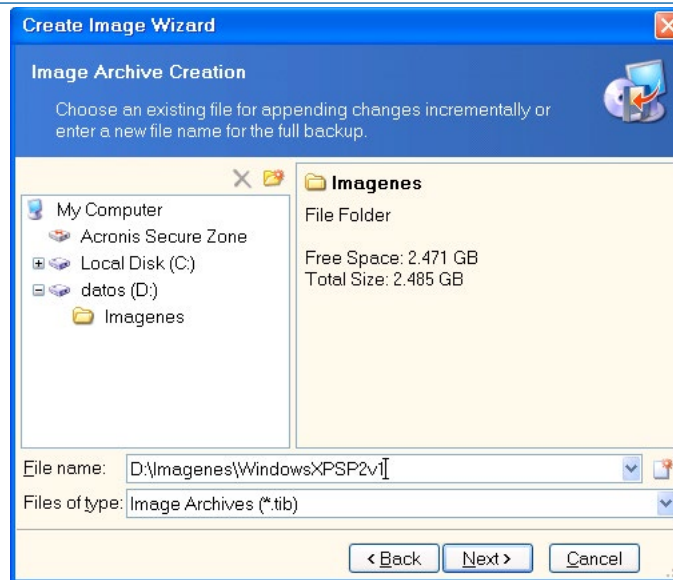 Create Image Wizard
Image Archive Creation
Choose an existing file for appending changes incrementally or
enter a new file name for the full backup.
My Computer
Acronis Secure Zone
Local Disk (C:)
datos (D:)
Imagenes
Imagenes
File Folder
Free Space: 2.471 GB
Total Size: 2.485 GB
File name: D:\Imagenes\WindowsXPSP2v1
Files of type: Image Archives (*.tib)
< Back Next > Cancel